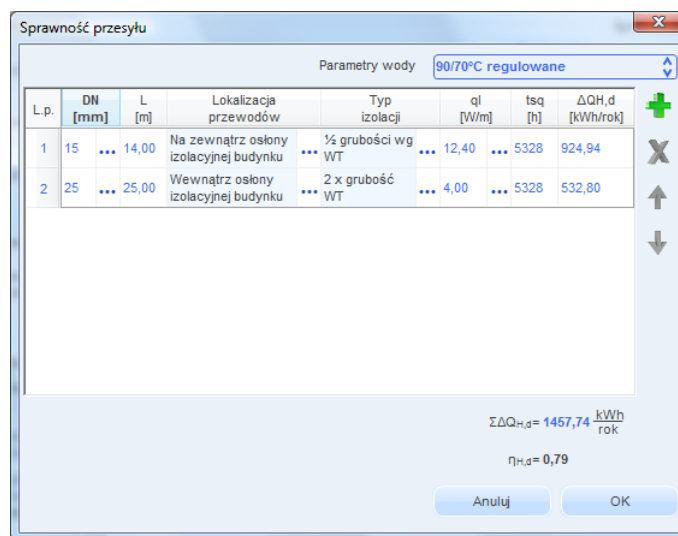 Sprawność przesyłu
Parametry wody 90/70°C regulowane
L.p. DN [mm] L [m] Lokalizacja przewodów Typ izolacji ql [W/m] tsq [h] ΔQH,d [kWh/rok]
1 15 ... 14,00 Na zewnątrz osłony izolacyjnej budynku ... ½ grubości wg WT ... 12,40 ... 5328 924,94
2 25 ... 25,00 Wewnątrz osłony izolacyjnej budynku ... 2 x grubość WT ... 4,00 ... 5328 532,80
ΣΔQH,d= 1457,74 kWh/rok
ηH,d= 0,79
Anuluj OK